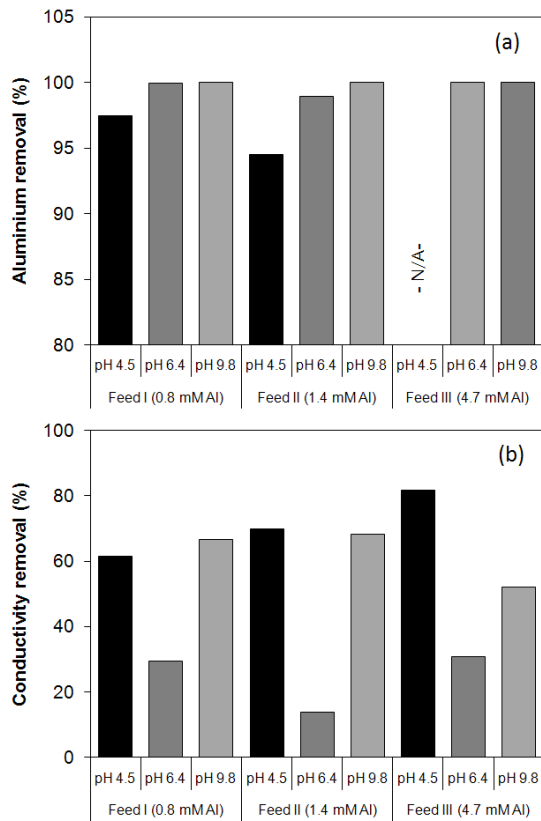 (a)
Aluminium removal (%)
105
100
95
90
85
80
- N/A-
pH 4.5 pH 6.4 pH 9.8 pH 4.5 pH 6.4 pH 9.8 pH 4.5 pH 6.4 pH 9.8
Feed I (0.8 mM Al) Feed II (1.4 mM Al) Feed III (4.7 mM Al)
(b)
Conductivity removal (%)
100
80
60
40
20
0
pH 4.5 pH 6.4 pH 9.8 pH 4.5 pH 6.4 pH 9.8 pH 4.5 pH 6.4 pH 9.8
Feed I (0.8 mM Al) Feed II (1.4 mM Al) Feed III (4.7 mM Al)